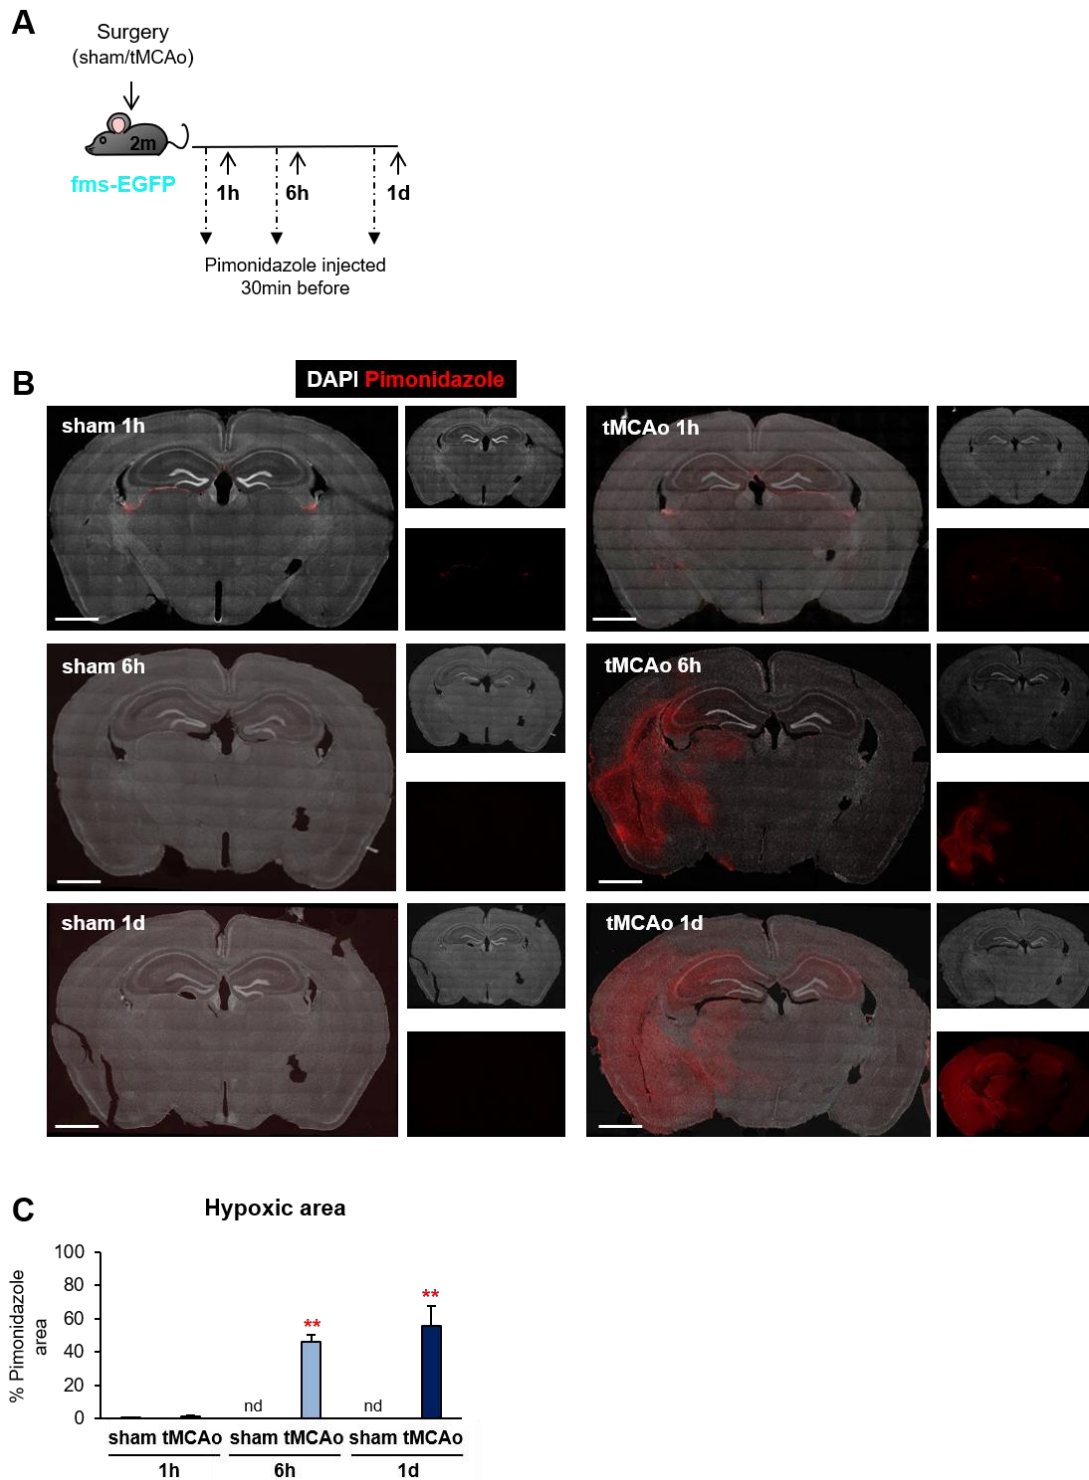 A
Surgery
(sham/tMCAo)
2m
fms-EGFP
1h
6h
1d
Pimonidazole injected
30min before
B
DAPI Pimonidazole
sham 1h
tMCAo 1h
sham 6h
tMCAo 6h
sham 1d
tMCAo 1d
C
Hypoxic area
% Pimonidazole
area
100
80
60
40
20
0
nd
**
nd
**
sham tMCAo sham tMCAo sham tMCAo
1h 6h 1d